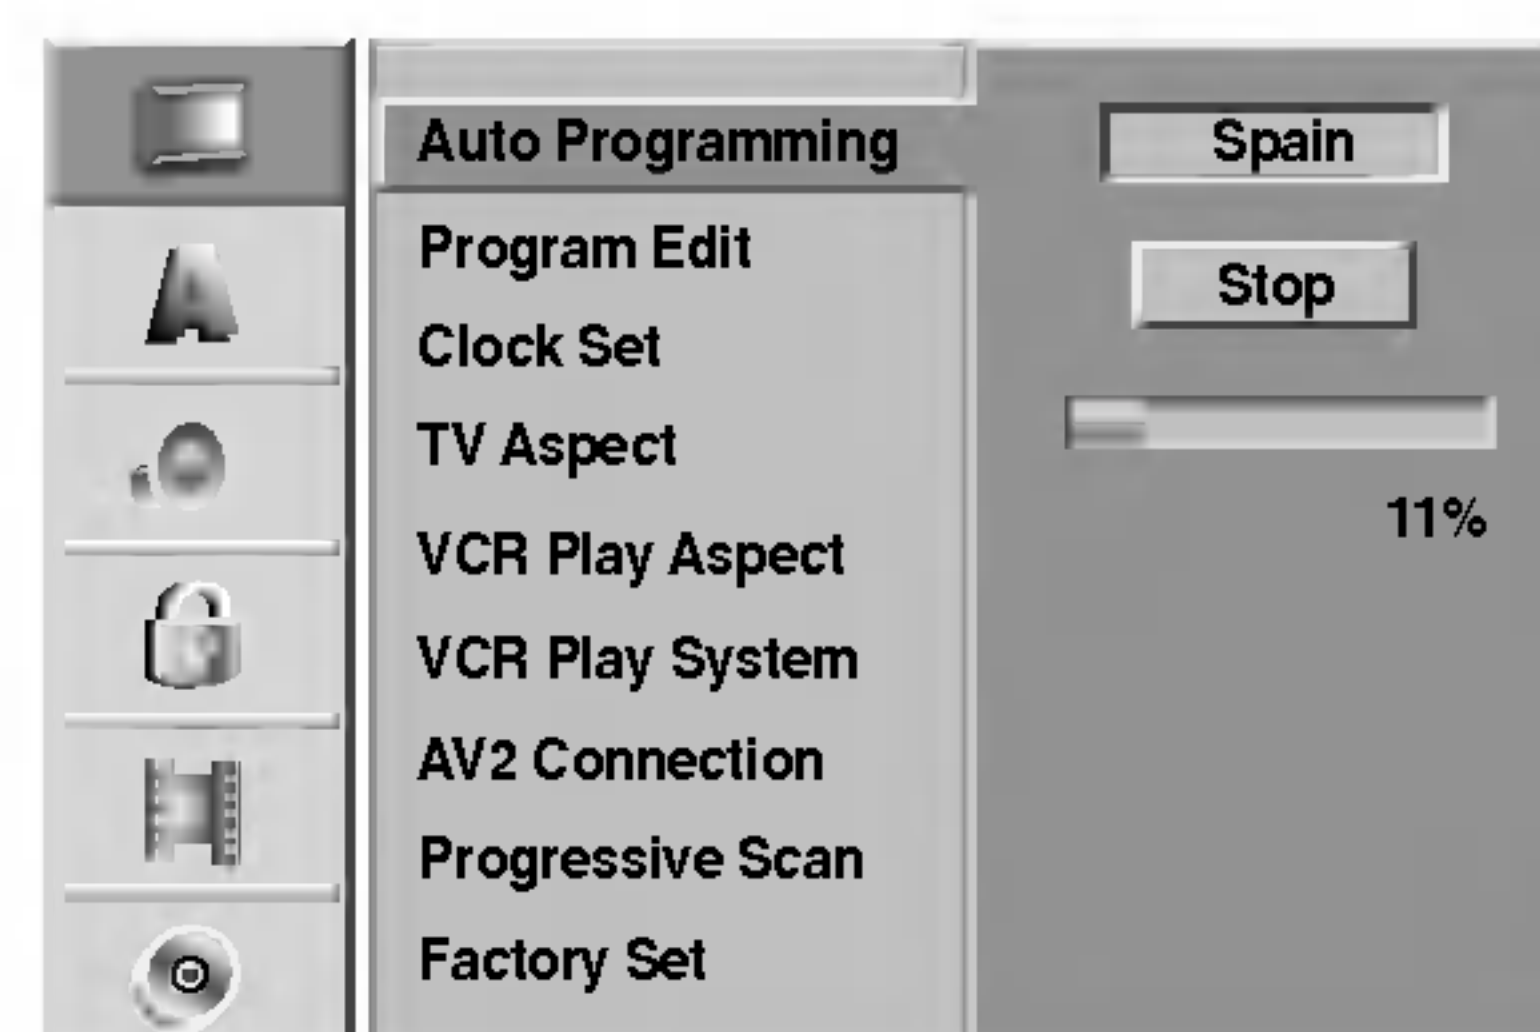 Auto Programming
Program Edit
Clock Set
TV Aspect
VCR Play Aspect
VCR Play System
AV2 Connection
Progressive Scan
Factory Set
Spain
Stop
11%
A